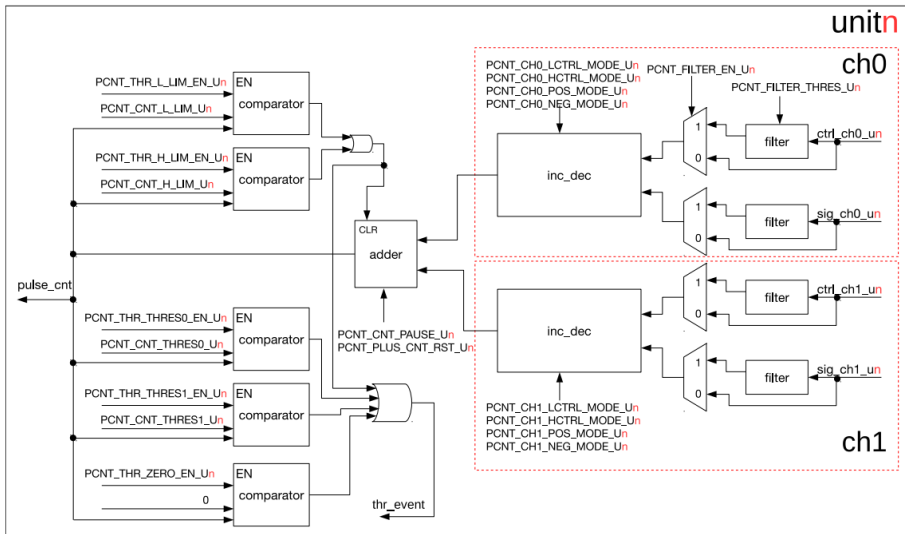 unitn
ch0
PCNT_CH0_LCTRL_MODE_Un
PCNT_CH0_HCTRL_MODE_Un
PCNT_CH0_POS_MODE_Un
PCNT_CH0_NEG_MODE_Un
PCNT_FILTER_EN_Un
PCNT_FILTER_THRES_Un
PCNT_THR_L_LIM_EN_Un
EN
comparator
PCNT_CNT_L_LIM_Un
PCNT_THR_H_LIM_EN_Un
EN
comparator
PCNT_CNT_H_LIM_Un
CLR
adder
inc_dec
1
0
filter
ctrl_ch0_un
1
0
filter
sig_ch0_un
pulse_cnt
PCNT_CNT_PAUSE_Un
PCNT_PLUS_CNT_RST_Un
inc_dec
1
0
filter
ctrl_ch1_un
1
0
filter
sig_ch1_un
PCNT_THR_THRES0_EN_Un
EN
comparator
PCNT_CNT_THRES0_Un
PCNT_THR_THRES1_EN_Un
EN
comparator
PCNT_CNT_THRES1_Un
PCNT_CH1_LCTRL_MODE_Un
PCNT_CH1_HCTRL_MODE_Un
PCNT_CH1_POS_MODE_Un
PCNT_CH1_NEG_MODE_Un
ch1
PCNT_THR_ZERO_EN_Un
EN
comparator
0
thr_event